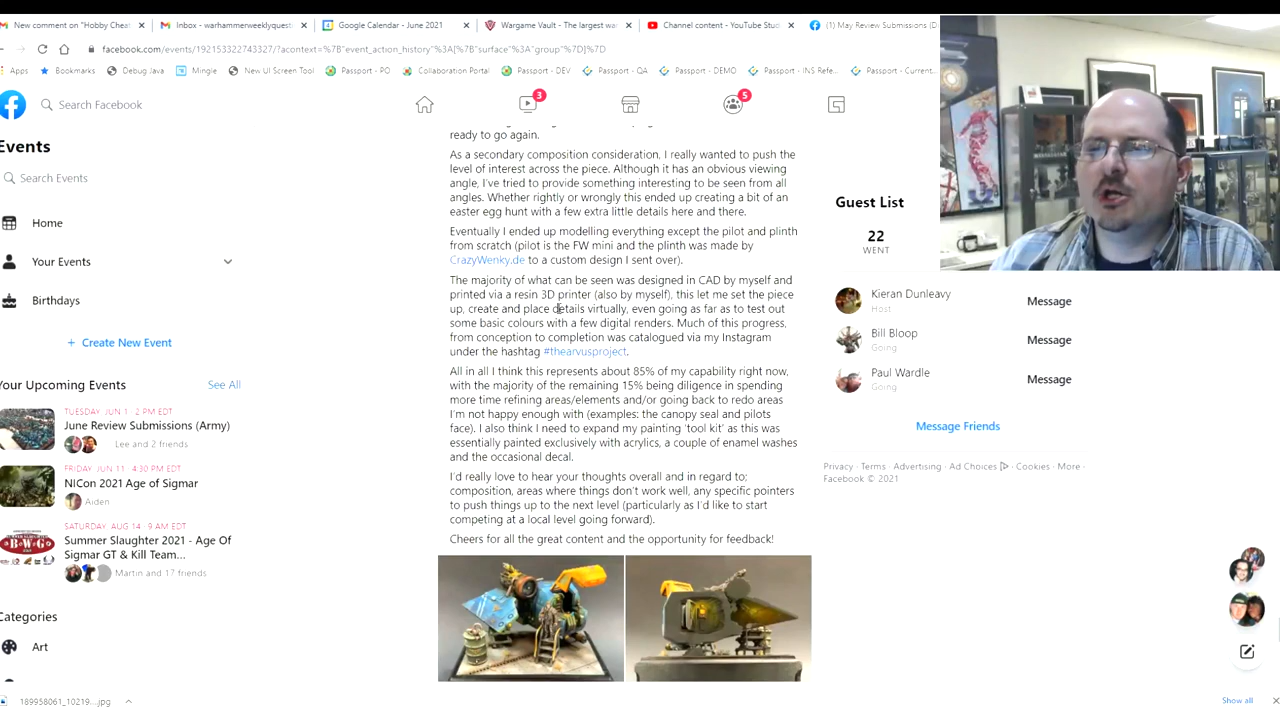 New comment on "Hobby Cheat
Inbox - warhammerweeklyquest
Google Calendar - June 2021
Wargame Vault - The largest wa
Channel content - YouTube Stud
(1) May Review Submissions (D
facebook.com/events/192153322743327/?acontext=%7B"event_action_history"%3A[%7B"surface"%3A"group"%7D]%7D
Apps
Bookmarks
Debug Java
Mingle
New UI Screen Tool
Passport - PO
Collaboration Portal
Passport - DEV
Passport - QA
Passport - DEMO
Passport - INS Refe...
Passport - Current...
Search Facebook
3
5
Events
Search Events
Home
Your Events
Birthdays
+ Create New Event
Your Upcoming Events
See All
TUESDAY, JUN 1 · 2 PM EDT
June Review Submissions (Army)
Lee and 2 friends
FRIDAY, JUN 11 · 4:30 PM EDT
NICon 2021 Age of Sigmar
Aiden
SATURDAY, AUG 14 · 9 AM EDT
Summer Slaughter 2021 - Age Of
Sigmar GT & Kill Team...
Martin and 17 friends
Categories
Art
ready to go again.
As a secondary composition consideration, I really wanted to push the
level of interest across the piece. Although it has an obvious viewing
angle, I've tried to provide something interesting to be seen from all
angles. Whether rightly or wrongly this ended up creating a bit of an
easter egg hunt with a few extra little details here and there.
Eventually I ended up modelling everything except the pilot and plinth
from scratch (pilot is the FW mini and the plinth was made by
CrazyWenky.de to a custom design I sent over).
The majority of what can be seen was designed in CAD by myself and
printed via a resin 3D printer (also by myself), this let me set the piece
up, create and place details virtually, even going as far as to test out
some basic colours with a few digital renders. Much of this progress,
from conception to completion was catalogued via my Instagram
under the hashtag #thearvusproject.
All in all I think this represents about 85% of my capability right now,
with the majority of the remaining 15% being diligence in spending
more time refining areas/elements and/or going back to redo areas
I'm not happy enough with (examples: the canopy seal and pilots
face). I also think I need to expand my painting 'tool kit' as this was
essentially painted exclusively with acrylics, a couple of enamel washes
and the occasional decal.
I'd really love to hear your thoughts overall and in regard to;
composition, areas where things don't work well, any specific pointers
to push things up to the next level (particularly as I'd like to start
competing at a local level going forward).
Cheers for all the great content and the opportunity for feedback!
Guest List
22
WENT
Kieran Dunleavy
Host
Message
Bill Bloop
Going
Message
Paul Wardle
Going
Message
Message Friends
Privacy · Terms · Advertising · Ad Choices · Cookies · More ·
Facebook © 2021
189958061_10219....jpg
Show all